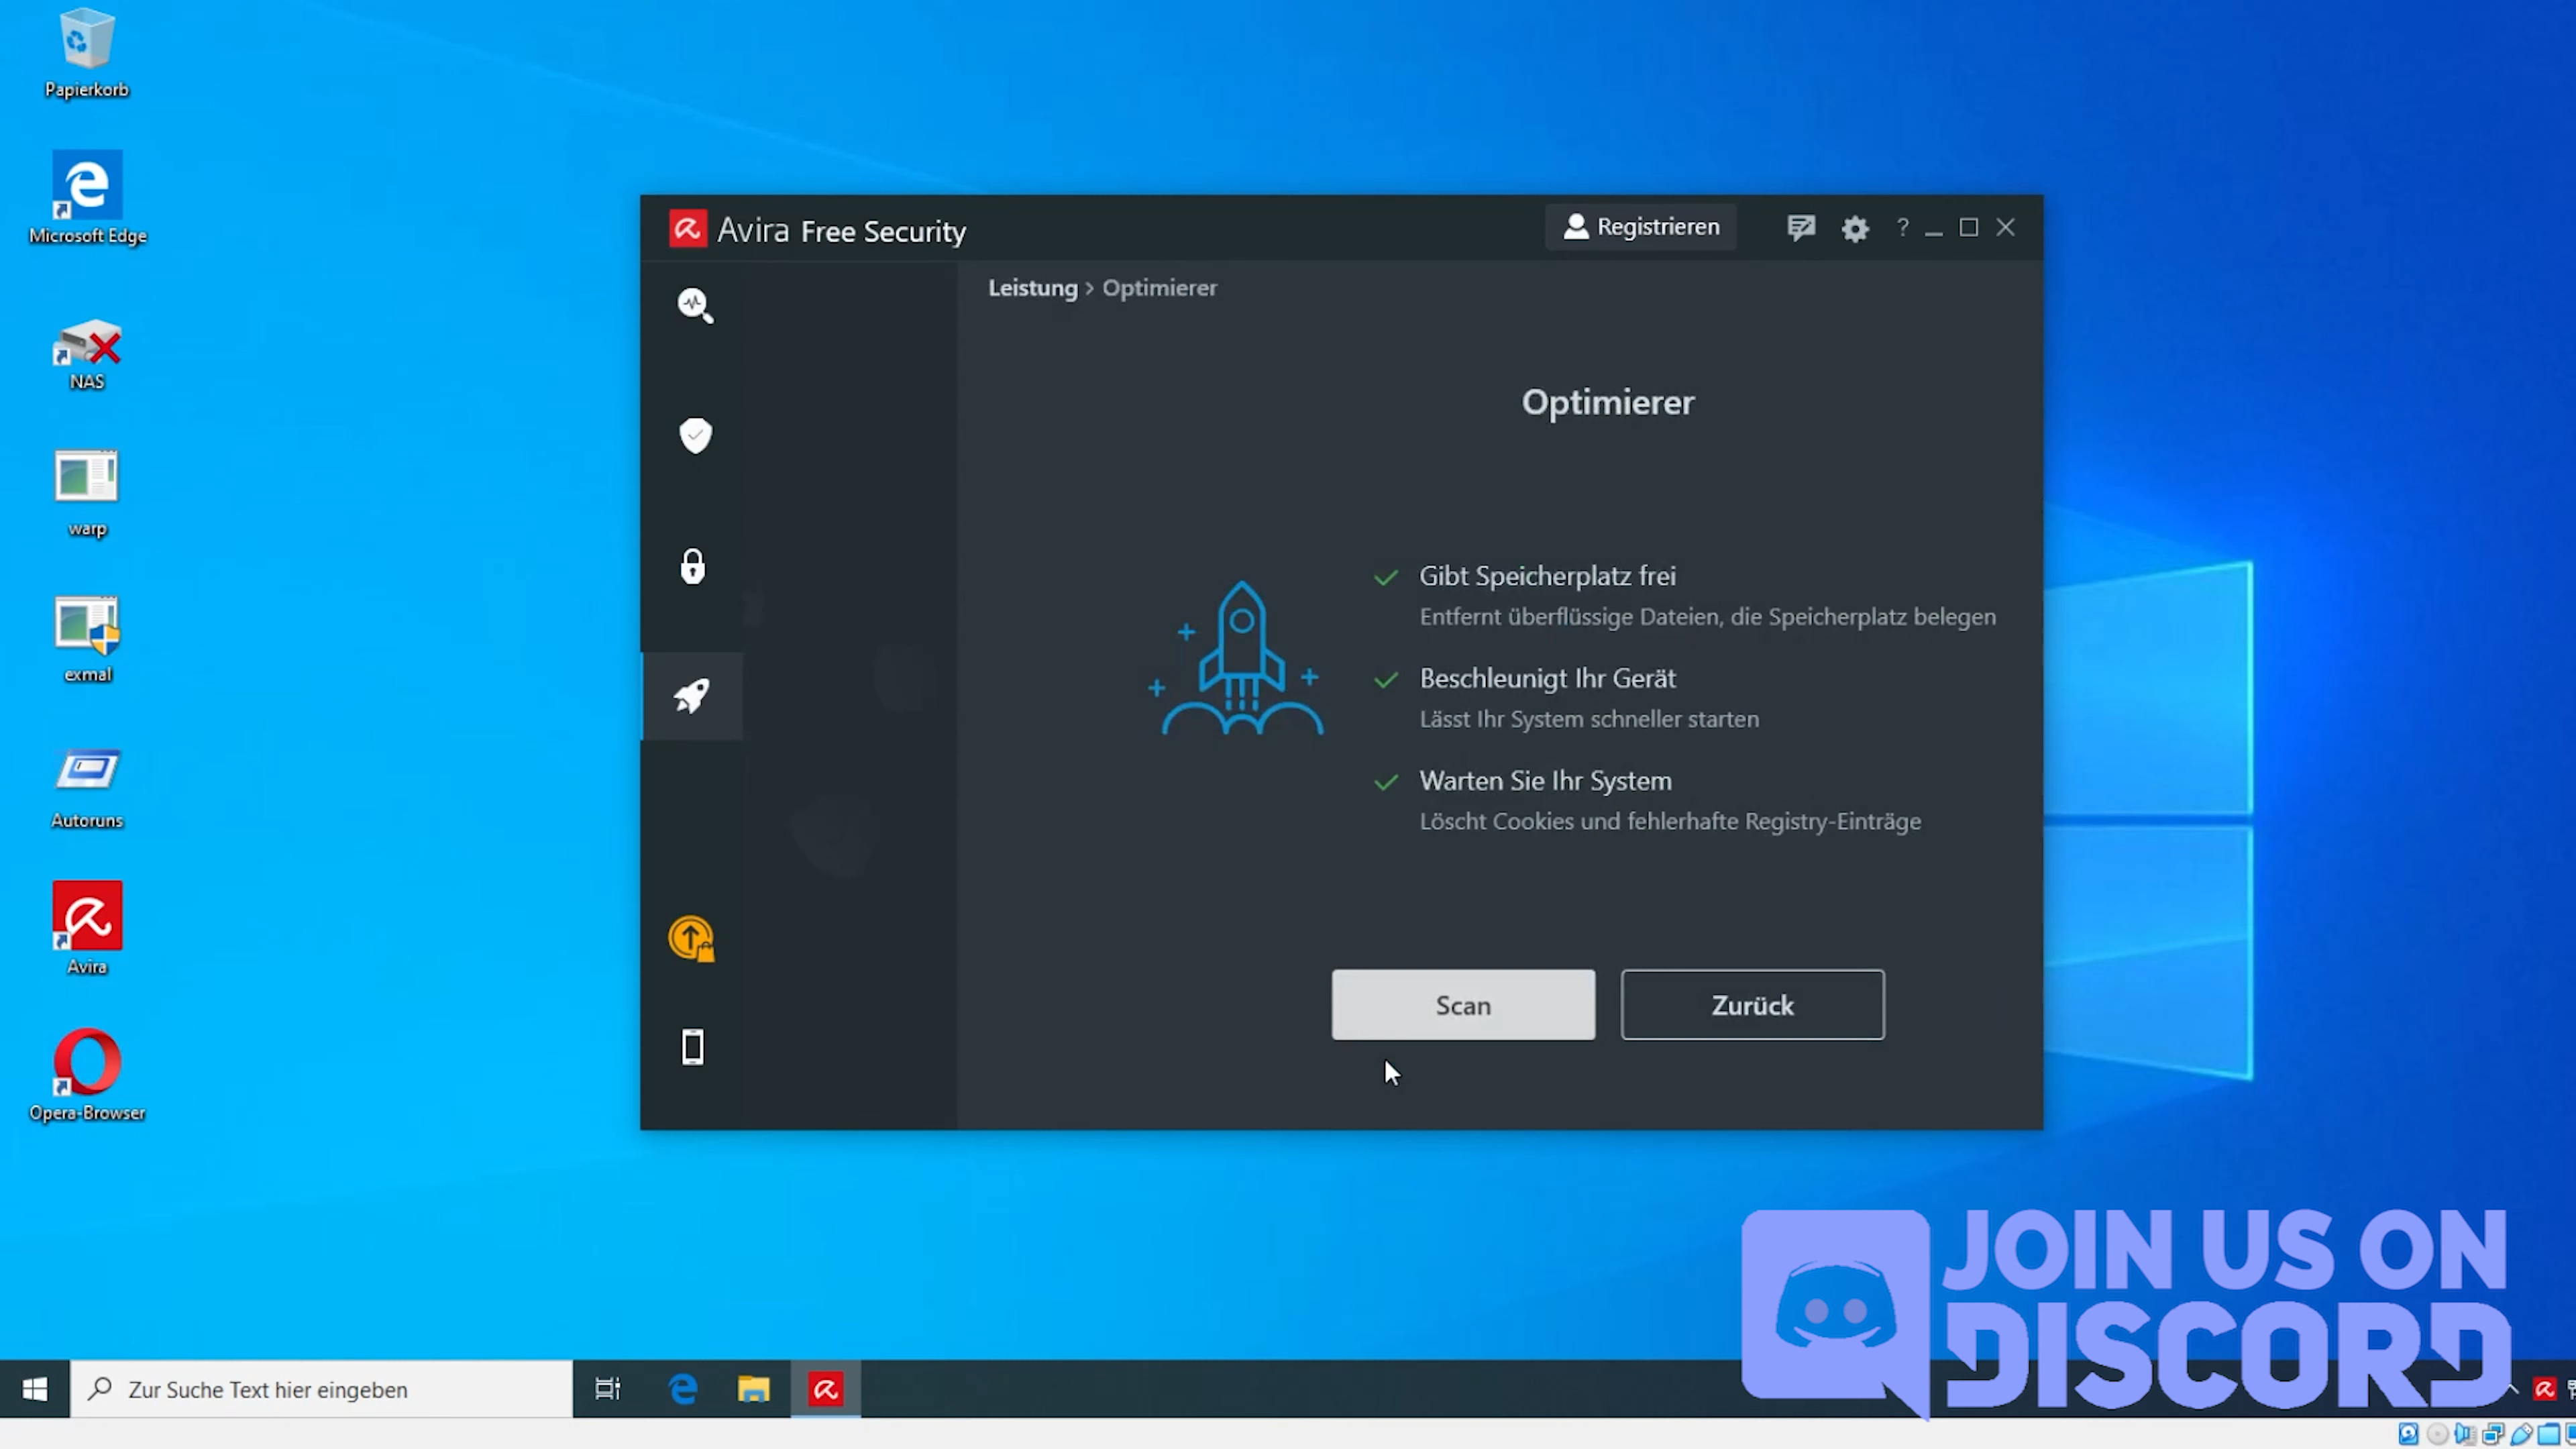 Papierkorb
Microsoft Edge
NAS
warp
exmal
Autoruns
Avira
Opera-Browser
Avira Free Security
Registrieren
?
Leistung > Optimierer
Optimierer
Gibt Speicherplatz frei
Entfernt überflüssige Dateien, die Speicherplatz belegen
Beschleunigt Ihr Gerät
Lässt Ihr System schneller starten
Warten Sie Ihr System
Löscht Cookies und fehlerhafte Registry-Einträge
Scan
Zurück
JOIN US ON
DISCORD
Zur Suche Text hier eingeben